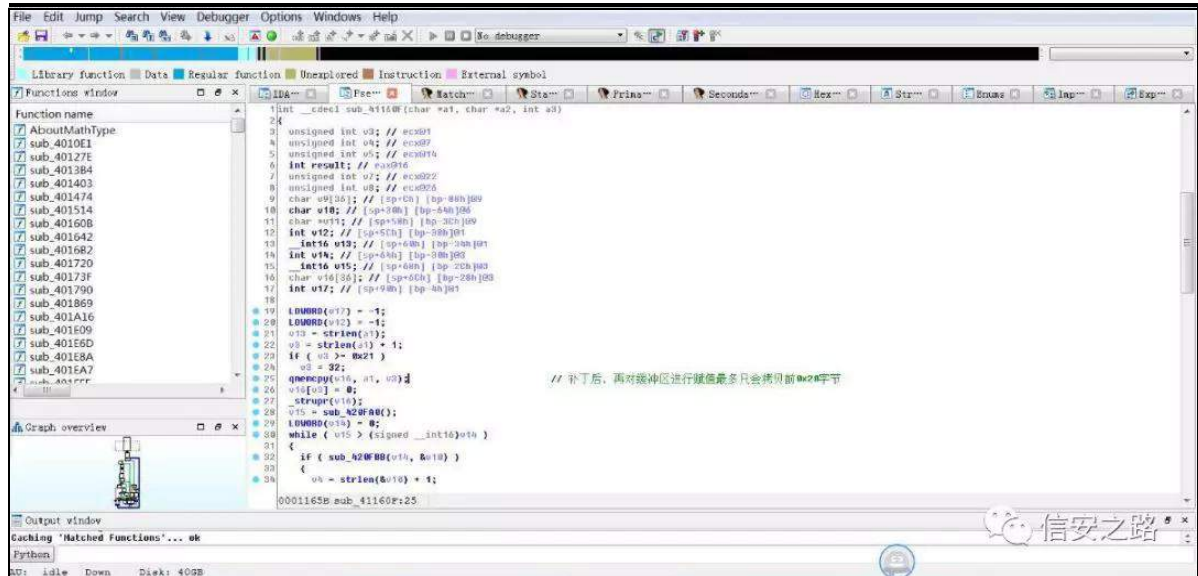 File Edit Jump Search View Debugger Options Windows Help
No debugger
Library function Data Regular function Unexplored Instruction External symbol
Functions window
IDA… Pse… Match… Sta… Prima… Seconda… Hex… Str… Enums Imp… Exp…
Function name
AboutMathType
sub_4010E1
sub_40127E
sub_4013B4
sub_401403
sub_401474
sub_401514
sub_40160B
sub_401642
sub_4016B2
sub_401720
sub_40173F
sub_401790
sub_401869
sub_401A16
sub_401E09
sub_401E6D
sub_401E8A
sub_401EA7
1 int __cdecl sub_41160F(char *a1, char *a2, int a3)
2 {
3 unsigned int v3; // ecx@1
4 unsigned int v4; // ecx@7
5 unsigned int v5; // ecx@14
6 int result; // eax@16
7 unsigned int v7; // ecx@22
8 unsigned int v8; // ecx@26
9 char v9[36]; // [sp+Ch] [bp-88h]@9
10 char v10; // [sp+30h] [bp-64h]@6
11 char *v11; // [sp+58h] [bp-3Ch]@9
12 int v12; // [sp+5Ch] [bp-38h]@1
13 __int16 v13; // [sp+60h] [bp-34h]@1
14 int v14; // [sp+64h] [bp-30h]@3
15 __int16 v15; // [sp+68h] [bp-2Ch]@3
16 char v16[36]; // [sp+6Ch] [bp-28h]@3
17 int v17; // [sp+90h] [bp-4h]@1
18
19 LOWORD(v17) = -1;
20 LOWORD(v12) = -1;
21 v13 = strlen(a1);
22 v3 = strlen(a1) + 1;
23 if ( v3 >= 0x21 )
24 v3 = 32;
25 qmemcpy(v16, a1, v3); // 补丁后,再对缓冲区进行赋值最多只会拷贝前0x20字节
26 v16[v3] = 0;
27 _strupr(v16);
28 v15 = sub_420FA0();
29 LOWORD(v14) = 0;
30 while ( v15 > (signed __int16)v14 )
31 {
32 if ( sub_420FBB(v14, &v10) )
33 {
34 v4 = strlen(&v10) + 1;
Graph overview
0001165B sub_41160F:25
Output window
Caching 'Matched Functions'... ok
Python
AU: idle Down Disk: 40GB
信安之路